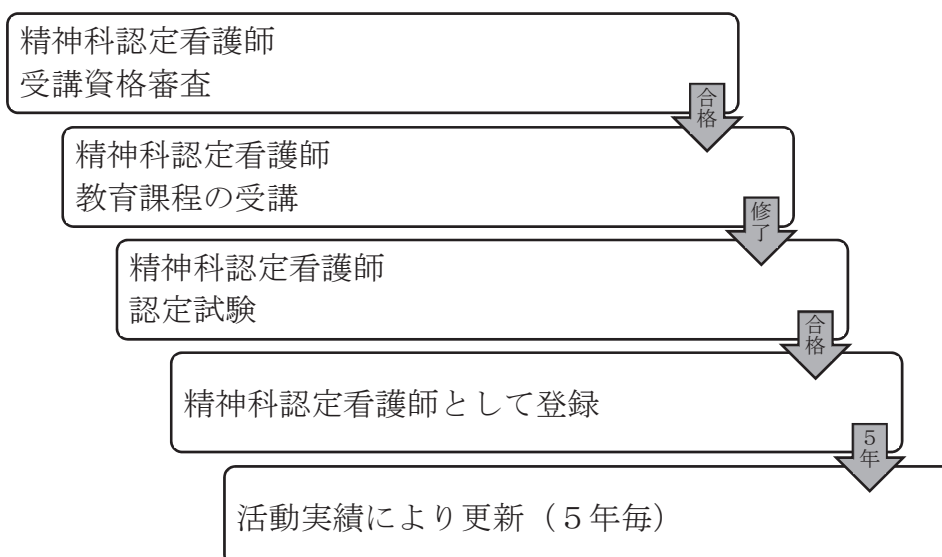 精神科認定看護師
受講資格審査
合格
精神科認定看護師
教育課程の受講
修了
精神科認定看護師
認定試験
合格
精神科認定看護師として登録
5年
活動実績により更新（５年毎）